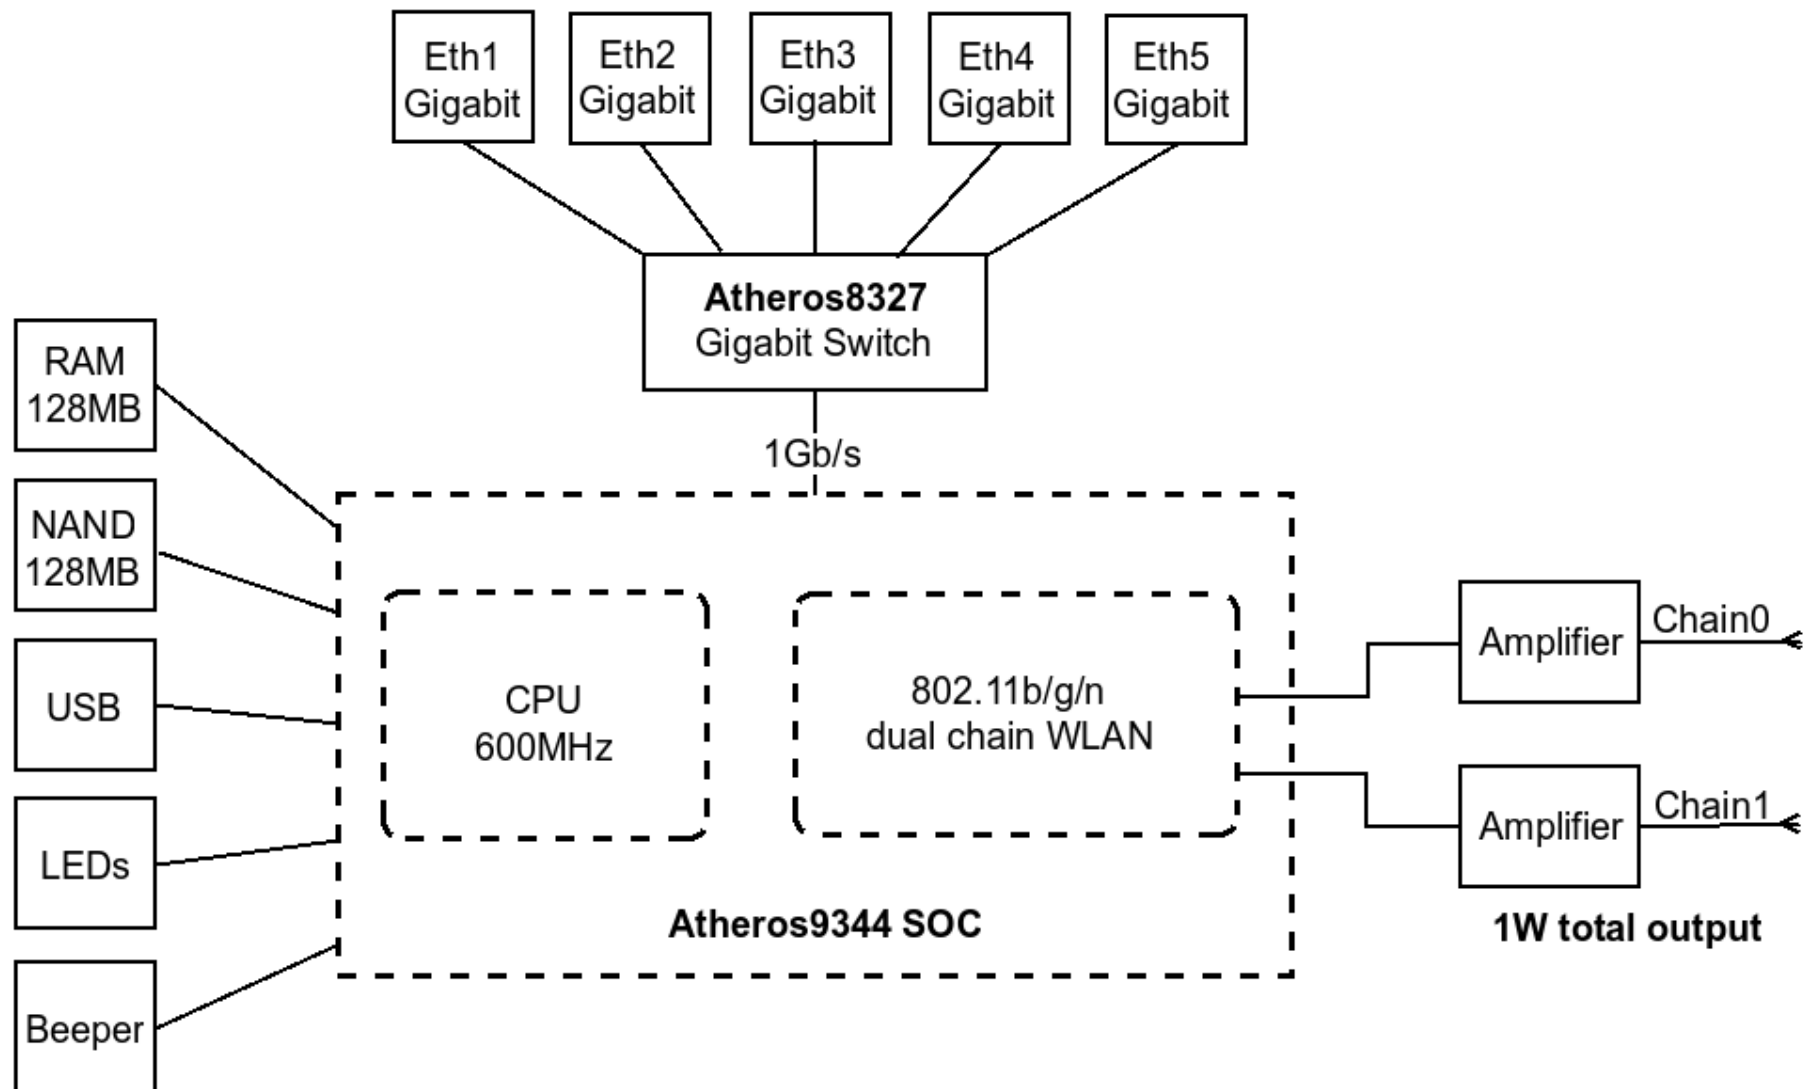 Eth1
Gigabit
Eth2
Gigabit
Eth3
Gigabit
Eth4
Gigabit
Eth5
Gigabit
Atheros8327
Gigabit Switch
1Gb/s
RAM
128MB
NAND
128MB
USB
LEDs
Beeper
CPU
600MHz
802.11b/g/n
dual chain WLAN
Atheros9344 SOC
Amplifier
Chain0
Amplifier
Chain1
1W total output